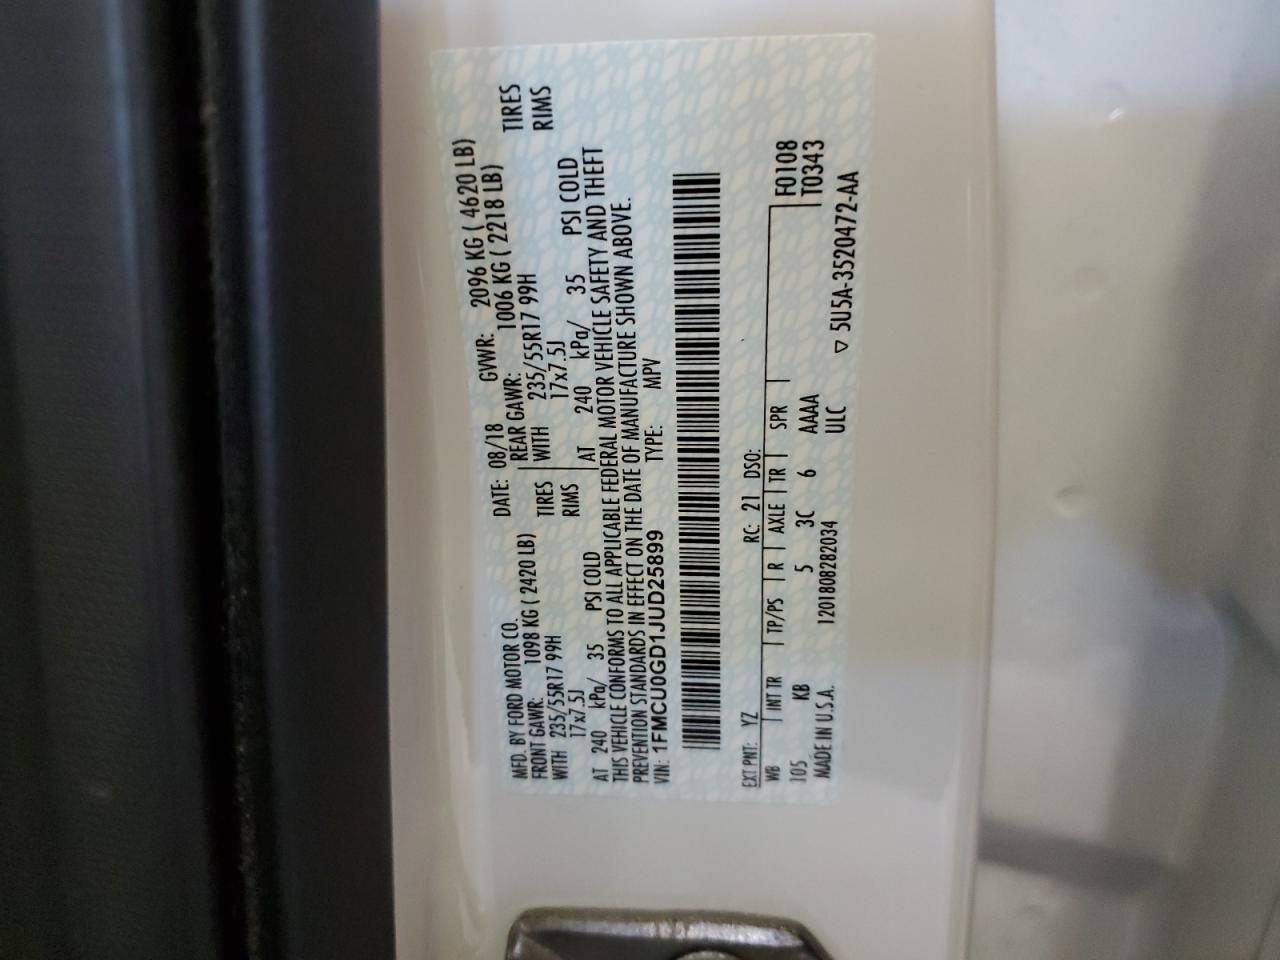 MFD. BY FORD MOTOR CO.
DATE: 08/18 GVWR: 2096 KG ( 4620 LB)
FRONT GAWR: 1098 KG ( 2420 LB) REAR GAWR: 1006 KG ( 2218 LB)
WITH 235/55R17 99H TIRES WITH 235/55R17 99H TIRES
17x7.5J RIMS 17x7.5J RIMS
AT 240 kPa/ 35 PSI COLD AT 240 kPa/ 35 PSI COLD
THIS VEHICLE CONFORMS TO ALL APPLICABLE FEDERAL MOTOR VEHICLE SAFETY AND THEFT
PREVENTION STANDARDS IN EFFECT ON THE DATE OF MANUFACTURE SHOWN ABOVE.
VIN: 1FMCU0GD1JUD25899 TYPE: MPV
EXT PNT: YZ RC: 21 DSO:
WB INT TR TP/PS R AXLE TR SPR F0108
105 KB 5 3C 6 AAAA T0343
MADE IN U.S.A. 1201808282034 ULC ▽ 5U5A-3520472-AA